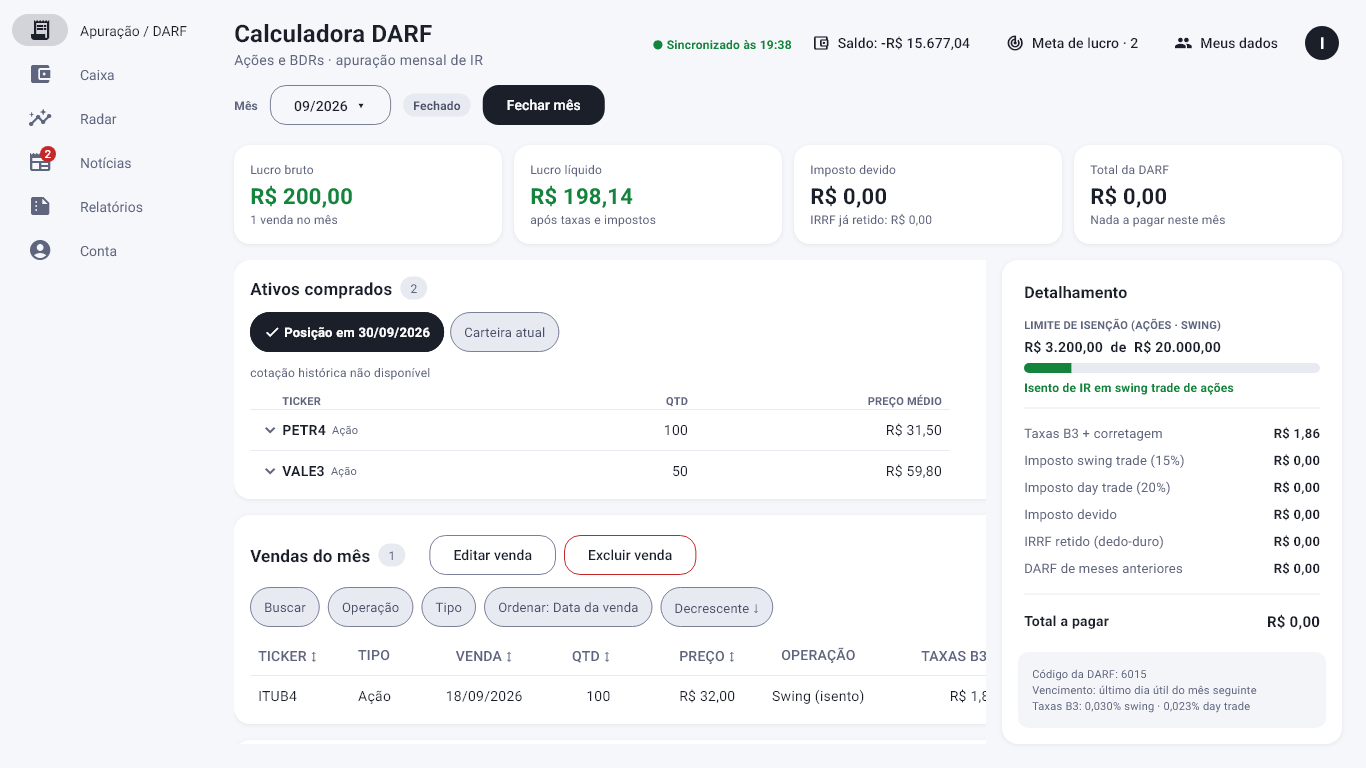 Apuração / DARF
Caixa
Radar
2
Notícias
Relatórios
Conta
Calculadora DARF
Ações e BDRs · apuração mensal de IR
Sincronizado às 19:38
Saldo: -R$ 15.677,04
Meta de lucro · 2
Meus dados
I
Mês
09/2026
Fechado
Fechar mês
Lucro bruto
R$ 200,00
1 venda no mês
Lucro líquido
R$ 198,14
após taxas e impostos
Imposto devido
R$ 0,00
IRRF já retido: R$ 0,00
Total da DARF
R$ 0,00
Nada a pagar neste mês
Ativos comprados 2
Posição em 30/09/2026
Carteira atual
cotação histórica não disponível
TICKER QTD PREÇO MÉDIO
PETR4 Ação 100 R$ 31,50
VALE3 Ação 50 R$ 59,80
Vendas do mês 1
Editar venda
Excluir venda
Buscar
Operação
Tipo
Ordenar: Data da venda
Decrescente ↓
TICKER ↕ TIPO VENDA ↕ QTD ↕ PREÇO ↕ OPERAÇÃO TAXAS B3
ITUB4 Ação 18/09/2026 100 R$ 32,00 Swing (isento) R$ 1,8
Detalhamento
LIMITE DE ISENÇÃO (AÇÕES · SWING)
R$ 3.200,00 de R$ 20.000,00
Isento de IR em swing trade de ações
Taxas B3 + corretagem R$ 1,86
Imposto swing trade (15%) R$ 0,00
Imposto day trade (20%) R$ 0,00
Imposto devido R$ 0,00
IRRF retido (dedo-duro) R$ 0,00
DARF de meses anteriores R$ 0,00
Total a pagar R$ 0,00
Código da DARF: 6015
Vencimento: último dia útil do mês seguinte
Taxas B3: 0,030% swing · 0,023% day trade